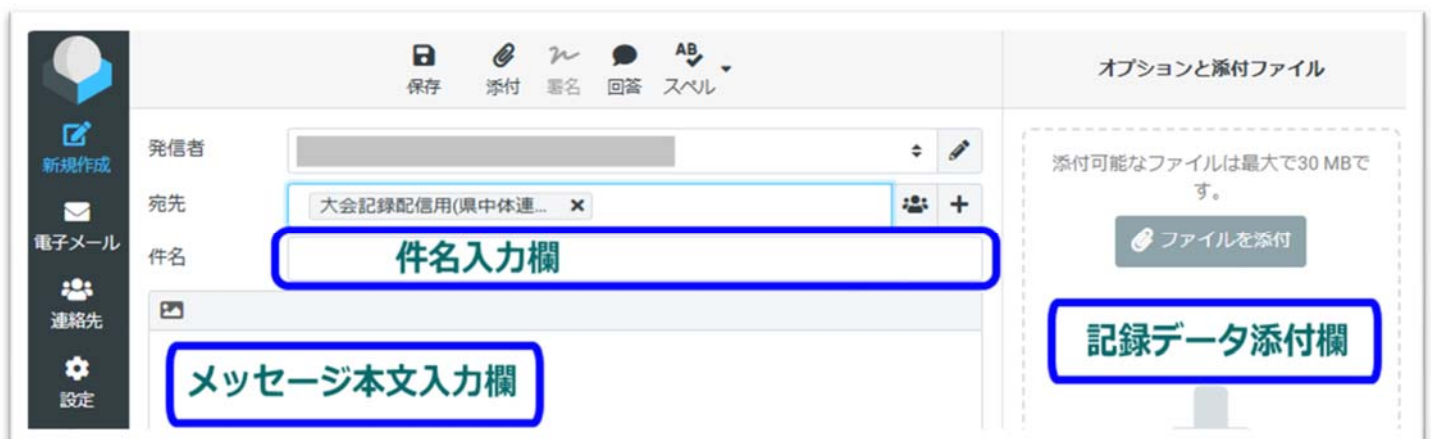 保存 添付 署名 回答 スペル
オプションと添付ファイル
新規作成
電子メール
連絡先
設定
発信者
宛先 大会記録配信用(県中体連...
件名 件名入力欄
メッセージ本文入力欄
添付可能なファイルは最大で30 MBで
す。
ファイルを添付
記録データ添付欄